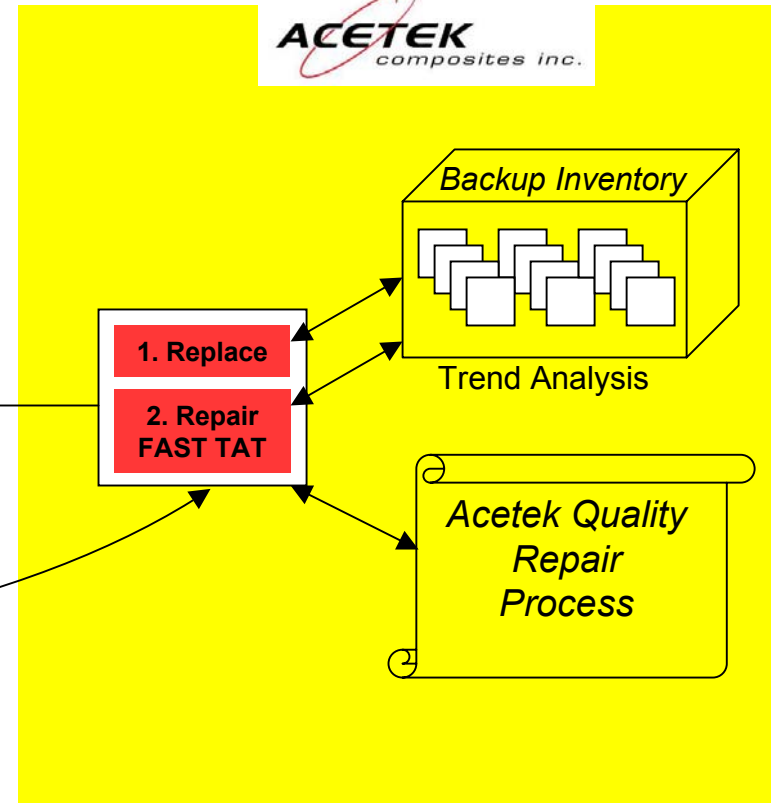 ACETEK
composites inc.
Backup Inventory
1. Replace
2. Repair
FAST TAT
Trend Analysis
Acetek Quality
Repair
Process